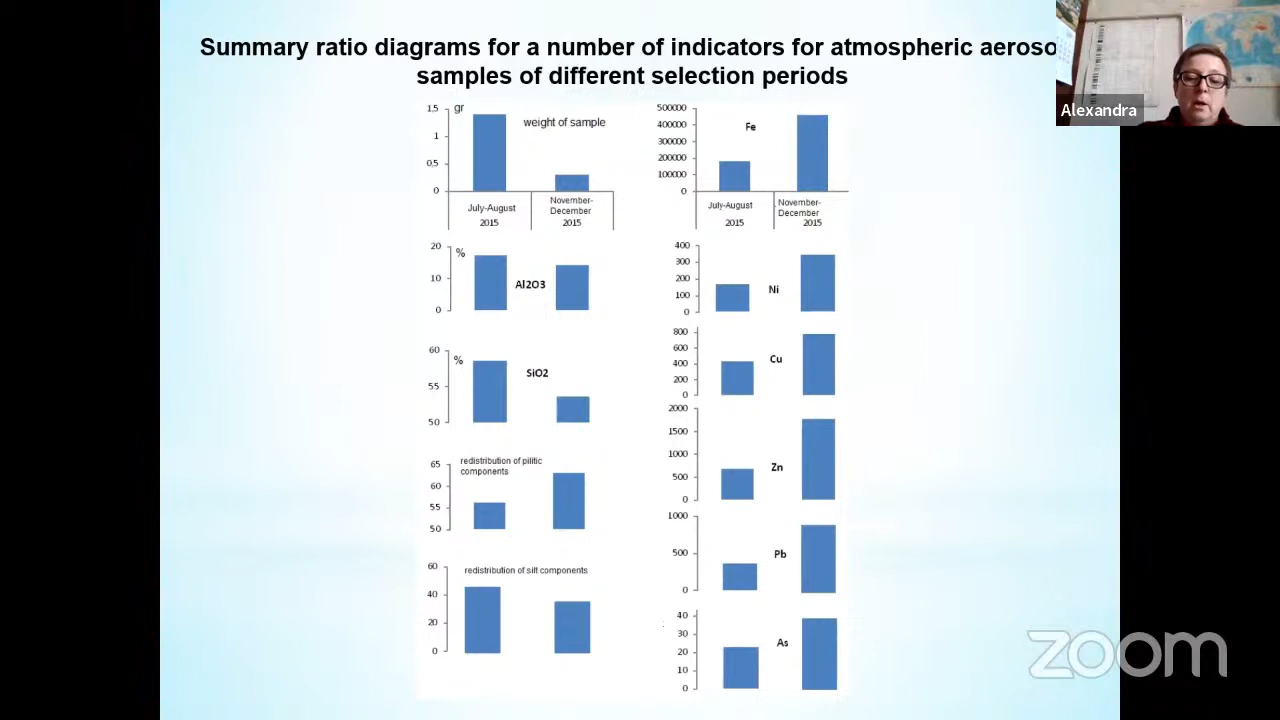 Summary ratio diagrams for a number of indicators for atmospheric aeroso
samples of different selection periods
Alexandra
1,5
gr
weight of sample
1
0,5
0
July-August
November-
December
2015
2015
500000
Fe
400000
300000
200000
100000
0
July-August
November-
December
2015
2015
20
%
10
Al2O3
0
400
300
200
Ni
100
0
60
%
SiO2
55
50
800
600
Cu
400
200
0
redistribution of pilitic
components
65
60
55
50
2000
1500
1000
Zn
500
0
60
redistribution of silt components
40
20
0
1000
500
Pb
0
40
30
As
20
10
0
zoom